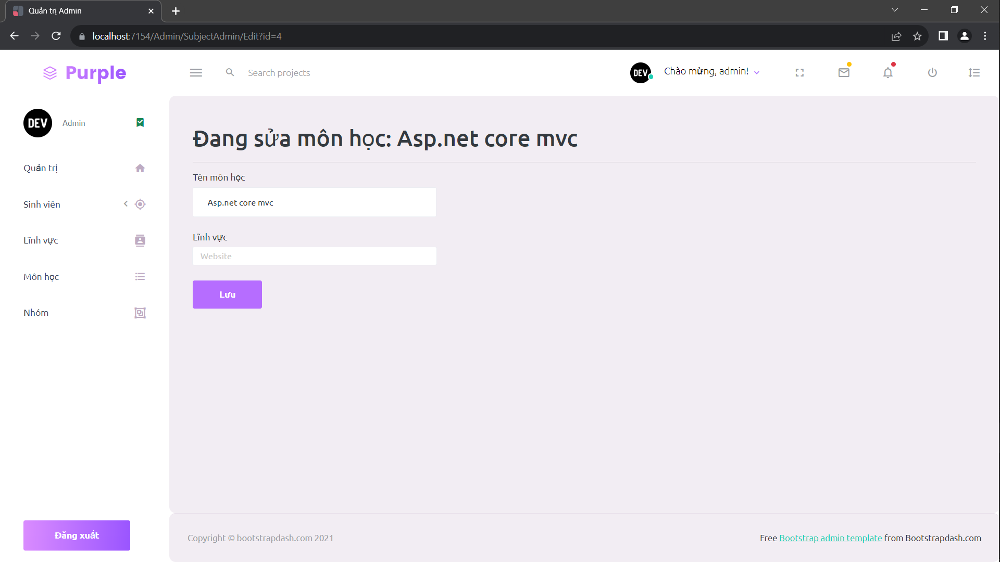 Quản trị Admin
localhost:7154/Admin/SubjectAdmin/Edit?id=4
Purple
Search projects
DEV
Chào mừng, admin!
DEV
Admin
Quản trị
Sinh viên
Lĩnh vực
Môn học
Nhóm
Đăng xuất
Đang sửa môn học: Asp.net core mvc
Tên môn học
Asp.net core mvc
Lĩnh vực
Website
Lưu
Copyright © bootstrapdash.com 2021
Free Bootstrap admin template from Bootstrapdash.com